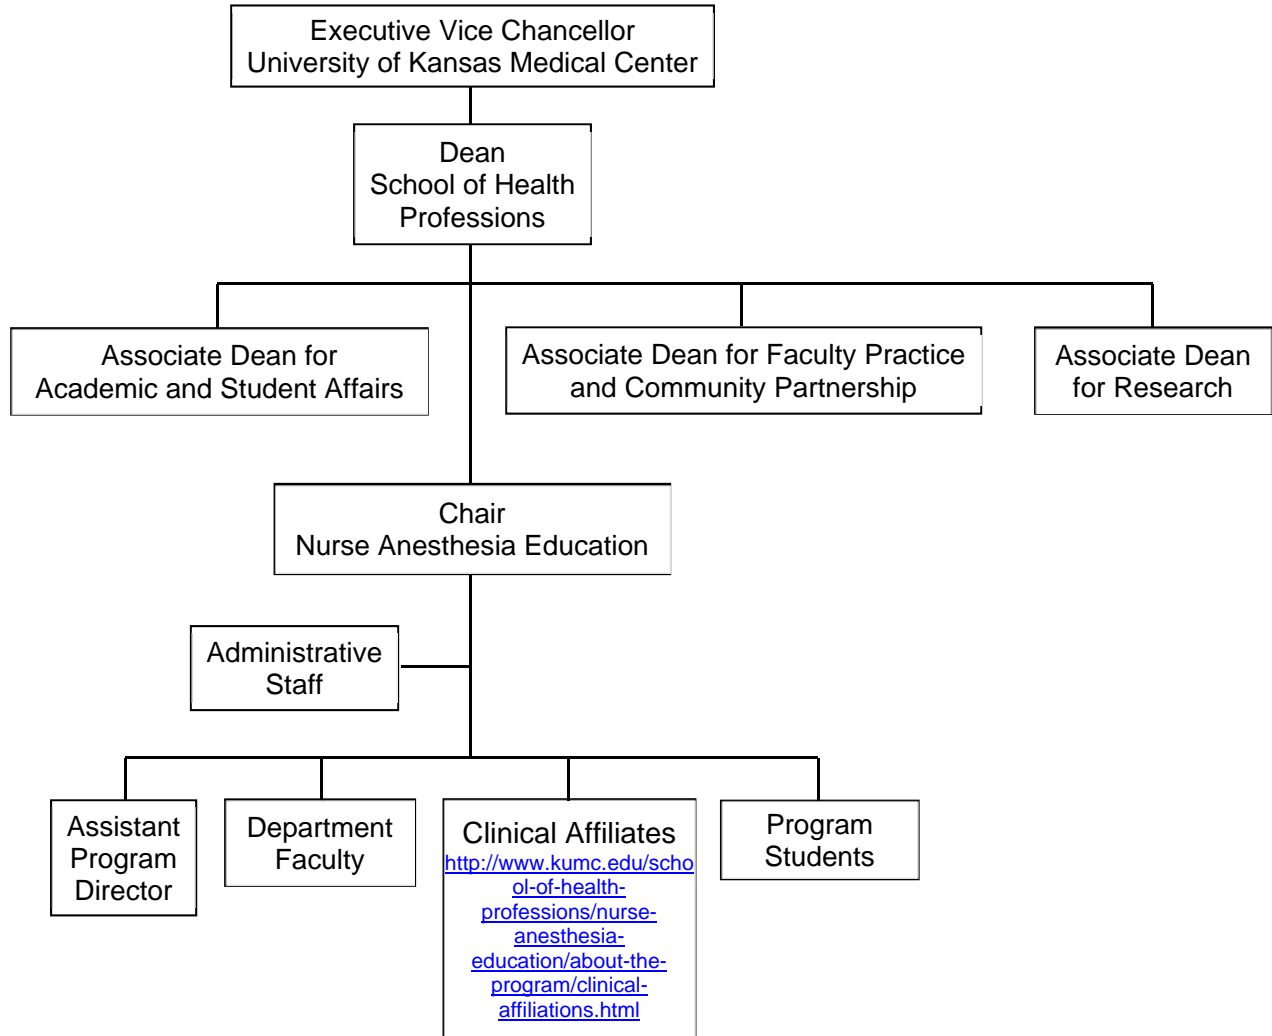 Executive Vice Chancellor
University of Kansas Medical Center
Dean
School of Health
Professions
Associate Dean for
Academic and Student Affairs
Associate Dean for Faculty Practice
and Community Partnership
Associate Dean
for Research
Chair
Nurse Anesthesia Education
Administrative
Staff
Assistant
Program
Director
Department
Faculty
Clinical Affiliates
http://www.kumc.edu/scho
ol-of-health-
professions/nurse-
anesthesia-
education/about-the-
program/clinical-
affiliations.html
Program
Students